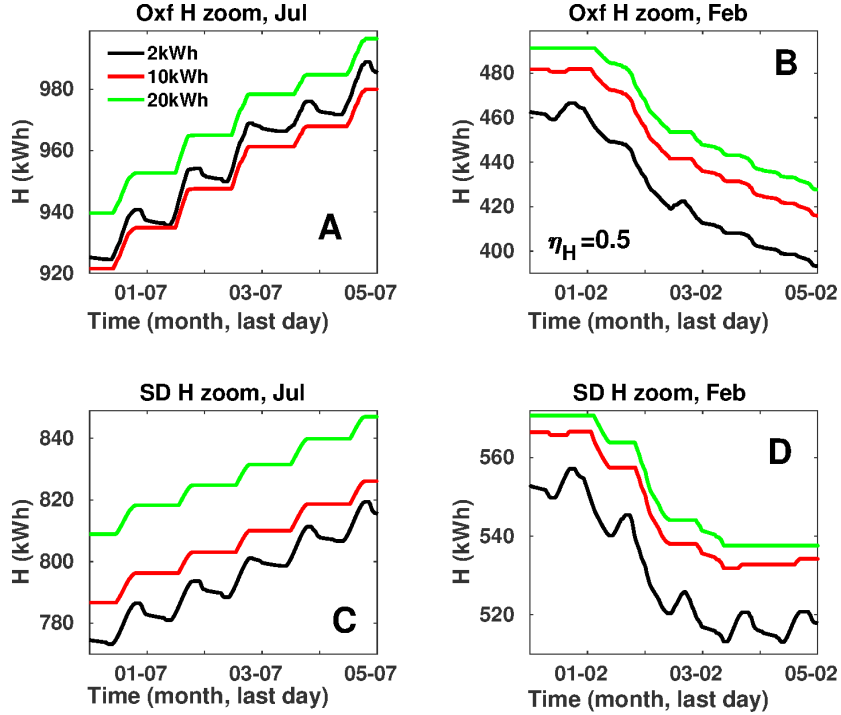 Oxf H zoom, Jul
2kWh
10kWh
20kWh
980
960
940
920
H (kWh)
A
01-07 03-07 05-07
Time (month, last day)
Oxf H zoom, Feb
480
460
440
420
400
H (kWh)
B
ηH=0.5
01-02 03-02 05-02
Time (month, last day)
SD H zoom, Jul
840
820
800
780
H (kWh)
C
01-07 03-07 05-07
Time (month, last day)
SD H zoom, Feb
560
540
520
H (kWh)
D
01-02 03-02 05-02
Time (month, last day)